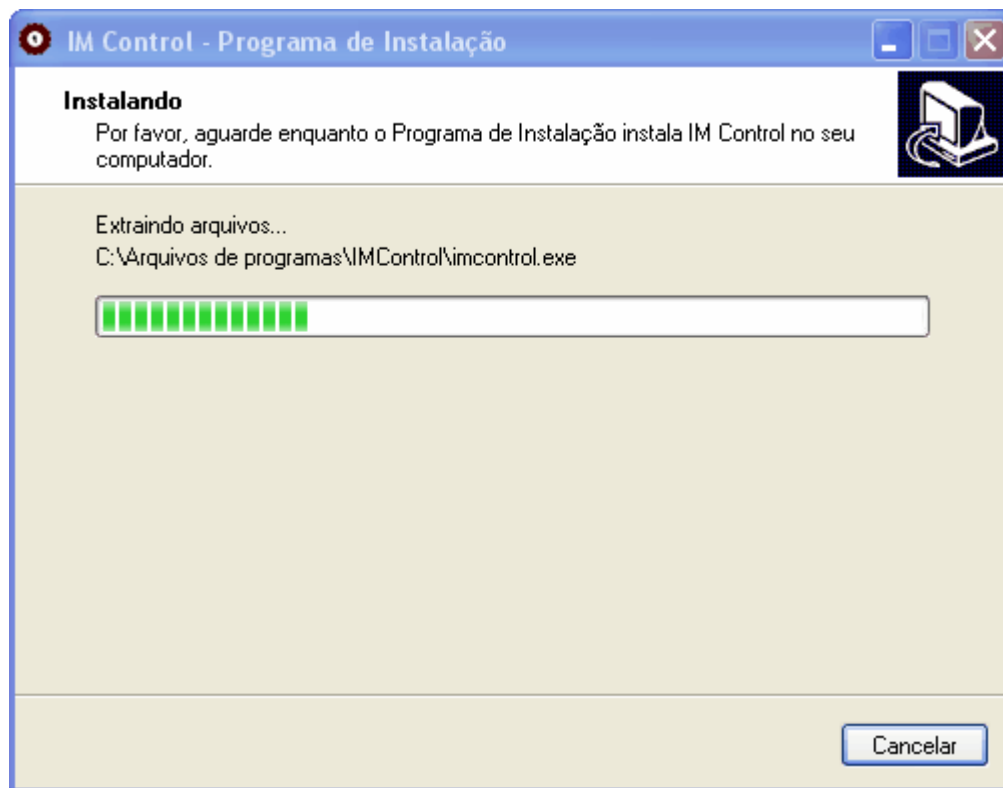 IM Control - Programa de Instalação
Instalando
Por favor, aguarde enquanto o Programa de Instalação instala IM Control no seu
computador.
Extraindo arquivos...
C:\Arquivos de programas\IMControl\imcontrol.exe
Cancelar